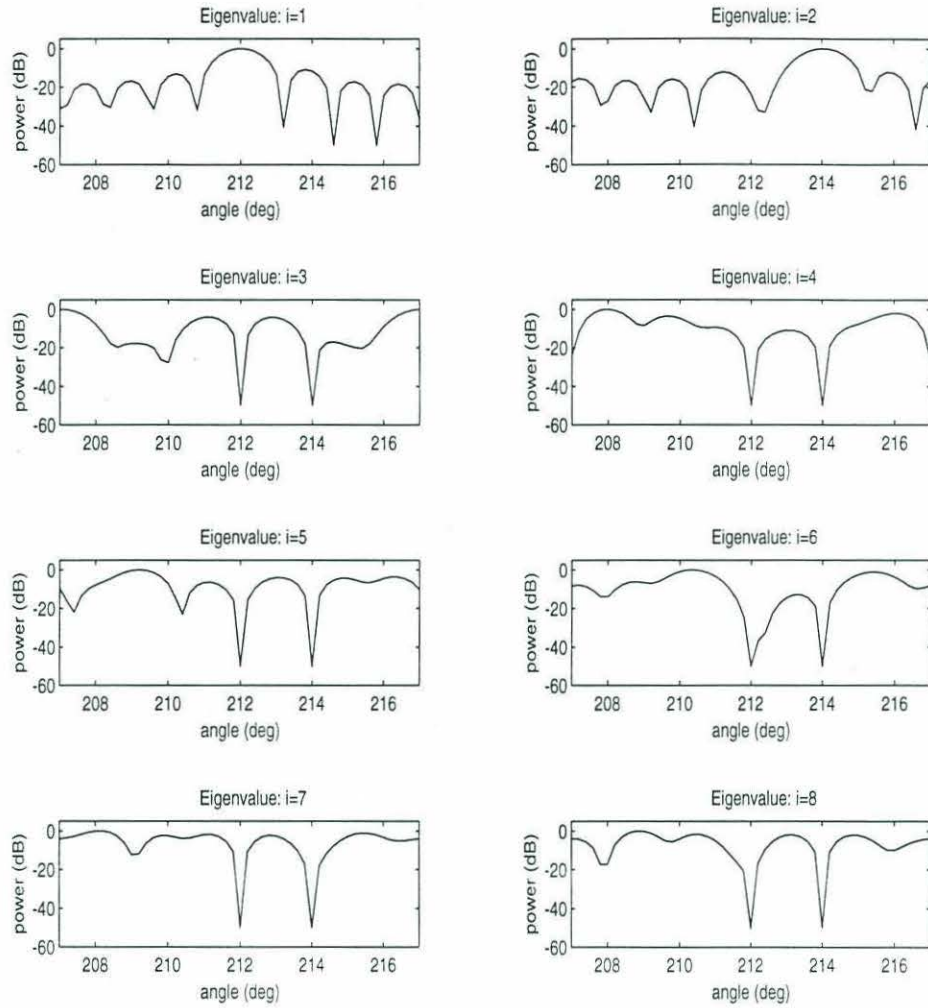 Eigenvalue: i=1
0
-20
-40
-60
power (dB)
208 210 212 214 216
angle (deg)
Eigenvalue: i=2
0
-20
-40
-60
power (dB)
208 210 212 214 216
angle (deg)
Eigenvalue: i=3
0
-20
-40
-60
power (dB)
208 210 212 214 216
angle (deg)
Eigenvalue: i=4
0
-20
-40
-60
power (dB)
208 210 212 214 216
angle (deg)
Eigenvalue: i=5
0
-20
-40
-60
power (dB)
208 210 212 214 216
angle (deg)
Eigenvalue: i=6
0
-20
-40
-60
power (dB)
208 210 212 214 216
angle (deg)
Eigenvalue: i=7
0
-20
-40
-60
power (dB)
208 210 212 214 216
angle (deg)
Eigenvalue: i=8
0
-20
-40
-60
power (dB)
208 210 212 214 216
angle (deg)